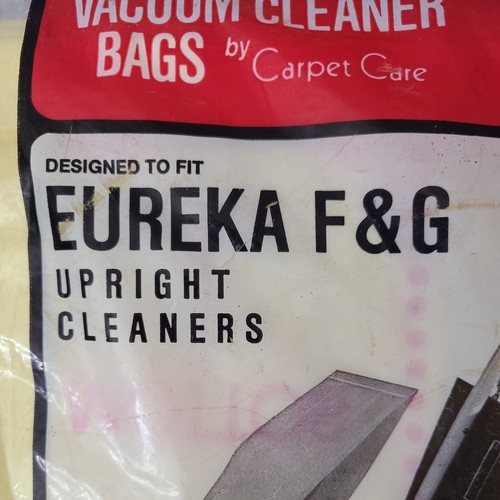 VACUUM CLEANER
BAGS by Carpet Care
DESIGNED TO FIT
EUREKA F&G
UPRIGHT
CLEANERS